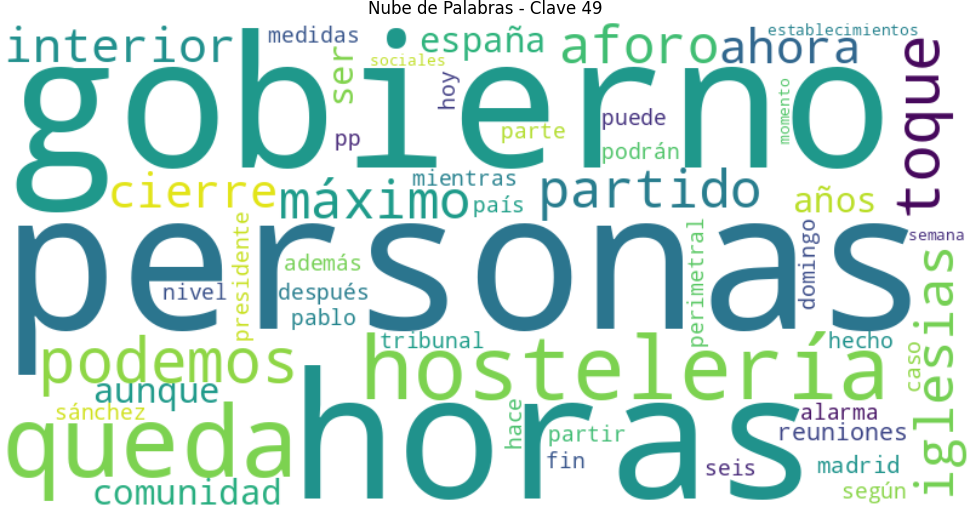 Nube de Palabras - Clave 49
interior
medidas
españa
aforo
ahora
establecimientos
sociales
ser
hoy
gobierno
toque
pp
parte
puede
podrán
momento
cierre
máximo
mientras
país
partido
años
personas
semana
presidente
además
nivel
después
pablo
perimetral
domingo
iglesias
podemos
tribunal
hostelería
hecho
caso
aunque
sánchez
queda
horas
hace
partir
fin
seis
alarma
reuniones
madrid
según
comunidad